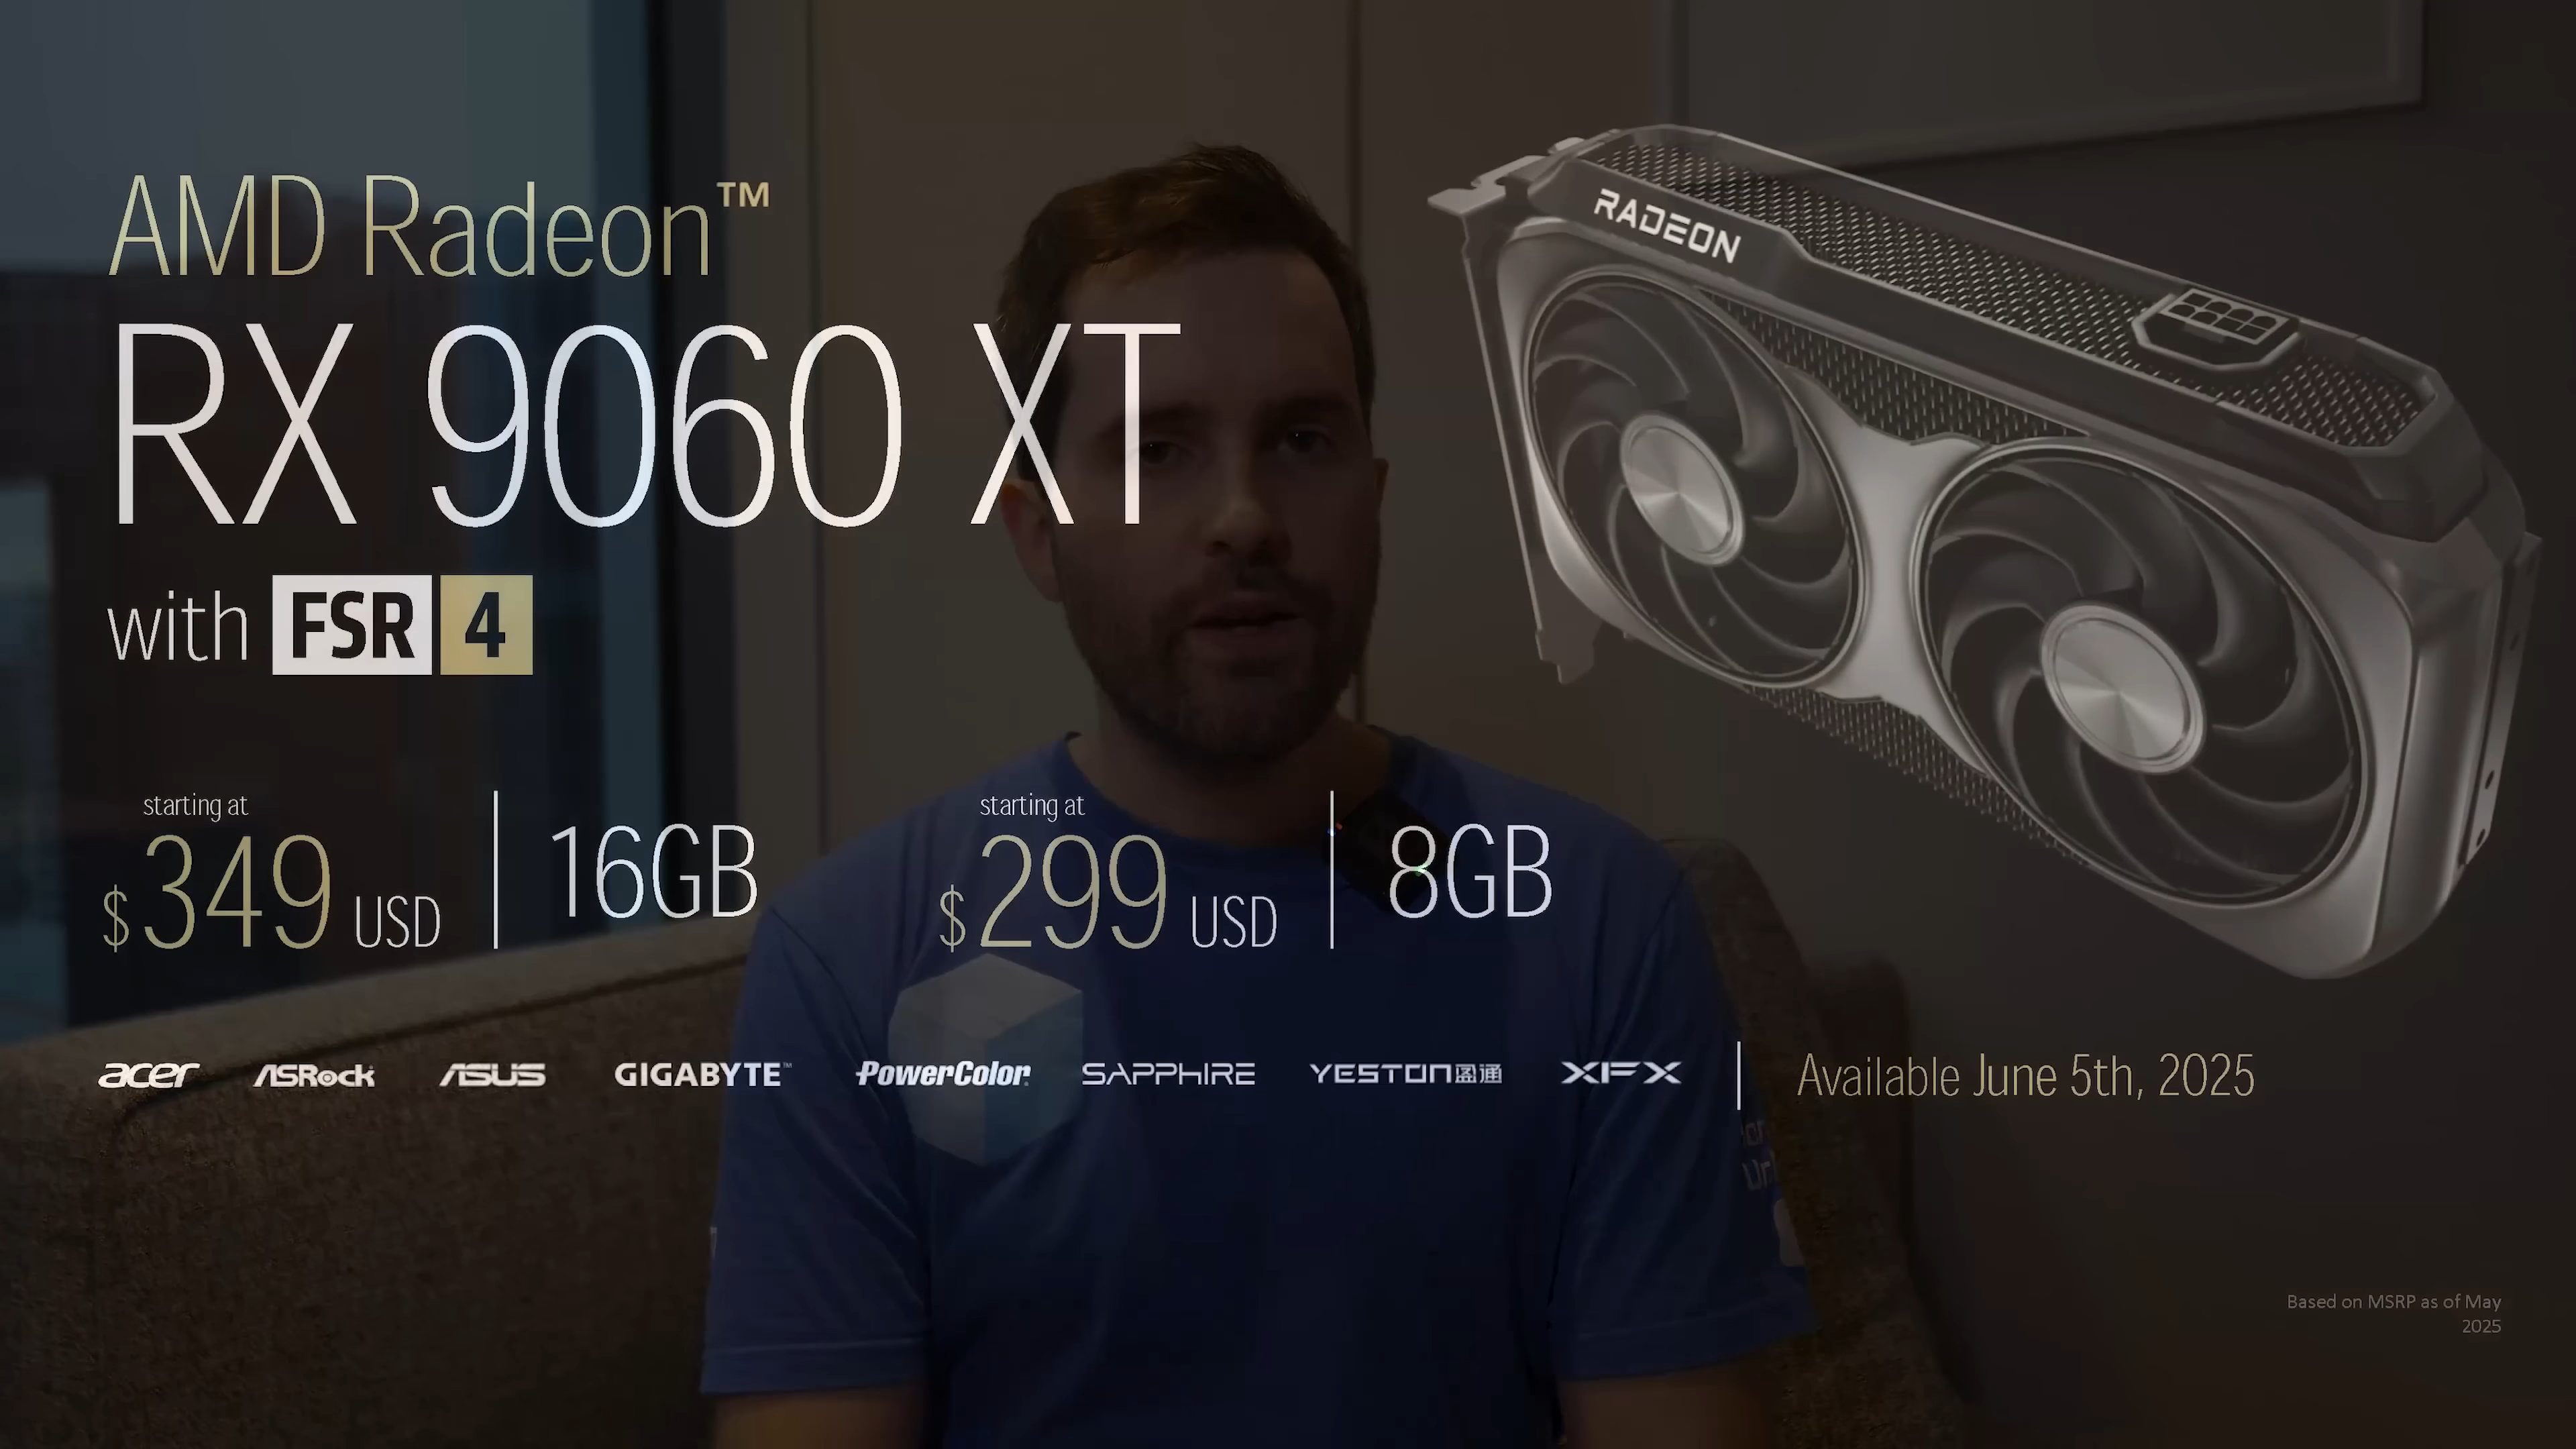 AMD Radeon™
RX 9060 XT
with FSR 4
RADEON
starting at
$349 USD | 16GB
starting at
$299 USD | 8GB
acer ASRock ASUS GIGABYTE™ PowerColor SAPPHIRE YESTON盈通 XFX | Available June 5th, 2025
Based on MSRP as of May
2025